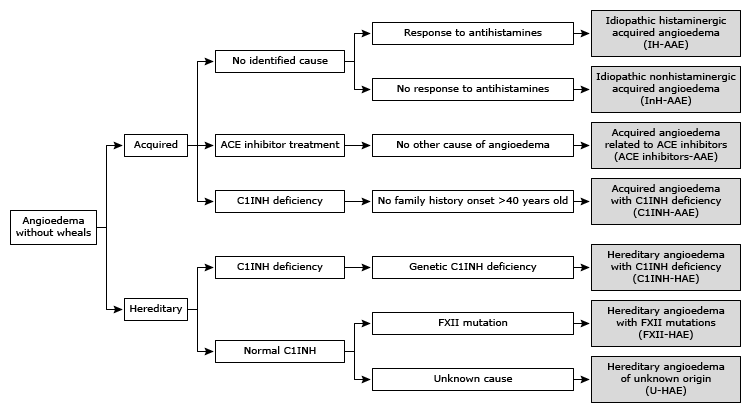 Angioedema
without wheals
Acquired
No identified cause
Response to antihistamines
Idiopathic histaminergic
acquired angioedema
(IH-AAE)
No response to antihistamines
Idiopathic nonhistaminergic
acquired angioedema
(InH-AAE)
ACE inhibitor treatment
No other cause of angioedema
Acquired angioedema
related to ACE inhibitors
(ACE inhibitors-AAE)
C1INH deficiency
No family history onset >40 years old
Acquired angioedema
with C1INH deficiency
(C1INH-AAE)
Hereditary
C1INH deficiency
Genetic C1INH deficiency
Hereditary angioedema
with C1INH deficiency
(C1INH-HAE)
Normal C1INH
FXII mutation
Hereditary angioedema
with FXII mutations
(FXII-HAE)
Unknown cause
Hereditary angioedema
of unknown origin
(U-HAE)